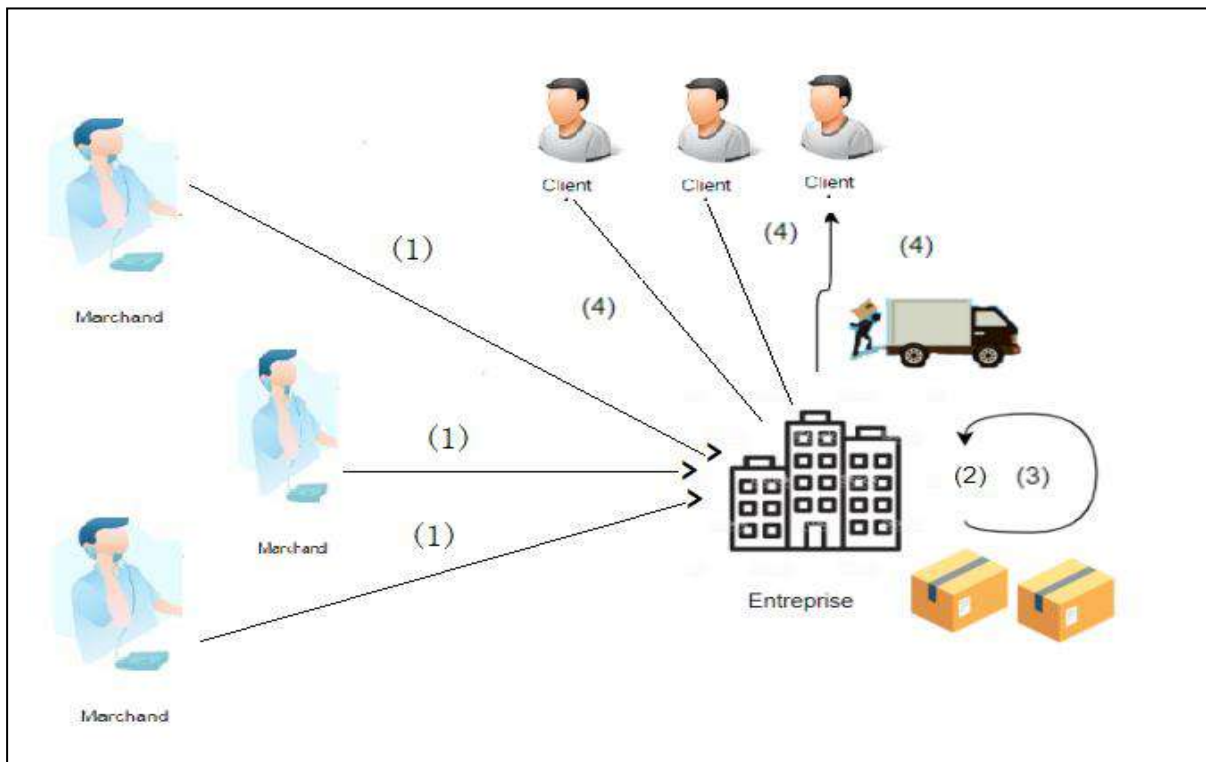 Client
Client
Client
(1)
(4)
(4)
(4)
Marchand
(1)
(2)
(3)
(1)
Marchand
Entreprise
Marchand